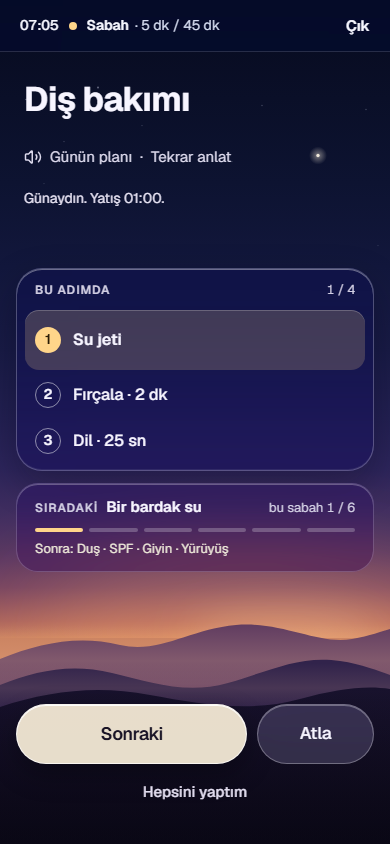 07:05 Sabah · 5 dk / 45 dk Çık
Diş bakımı
Günün planı · Tekrar anlat
Günaydın. Yatış 01:00.
BU ADIMDA 1 / 4
1 Su jeti
2 Fırçala · 2 dk
3 Dil · 25 sn
SIRADAKİ Bir bardak su bu sabah 1 / 6
Sonra: Duş · SPF · Giyin · Yürüyüş
Sonraki Atla
Hepsini yaptım